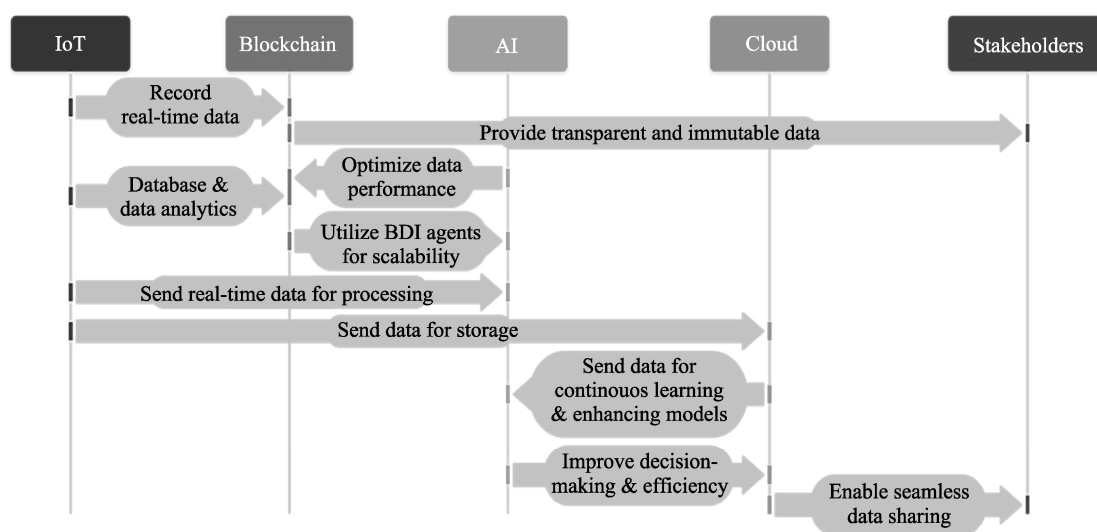 IoT
Blockchain
AI
Cloud
Stakeholders
Record
real-time data
Provide transparent and immutable data
Optimize data
performance
Database &
data analytics
Utilize BDI agents
for scalability
Send real-time data for processing
Send data for storage
Send data for
continouos learning
& enhancing models
Improve decision-
making & efficiency
Enable seamless
data sharing